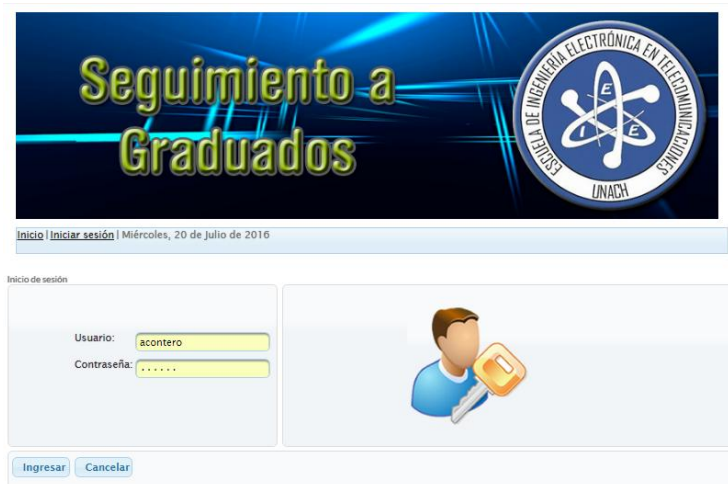 Seguimiento a
Graduados
ESCUELA DE INGENIERÍA ELECTRÓNICA EN TELECOMUNICACIONES
E
I E
UNACH
Inicio | Iniciar sesión | Miércoles, 20 de Julio de 2016
Inicio de sesión
Usuario: acontero
Contraseña: ......
Ingresar Cancelar